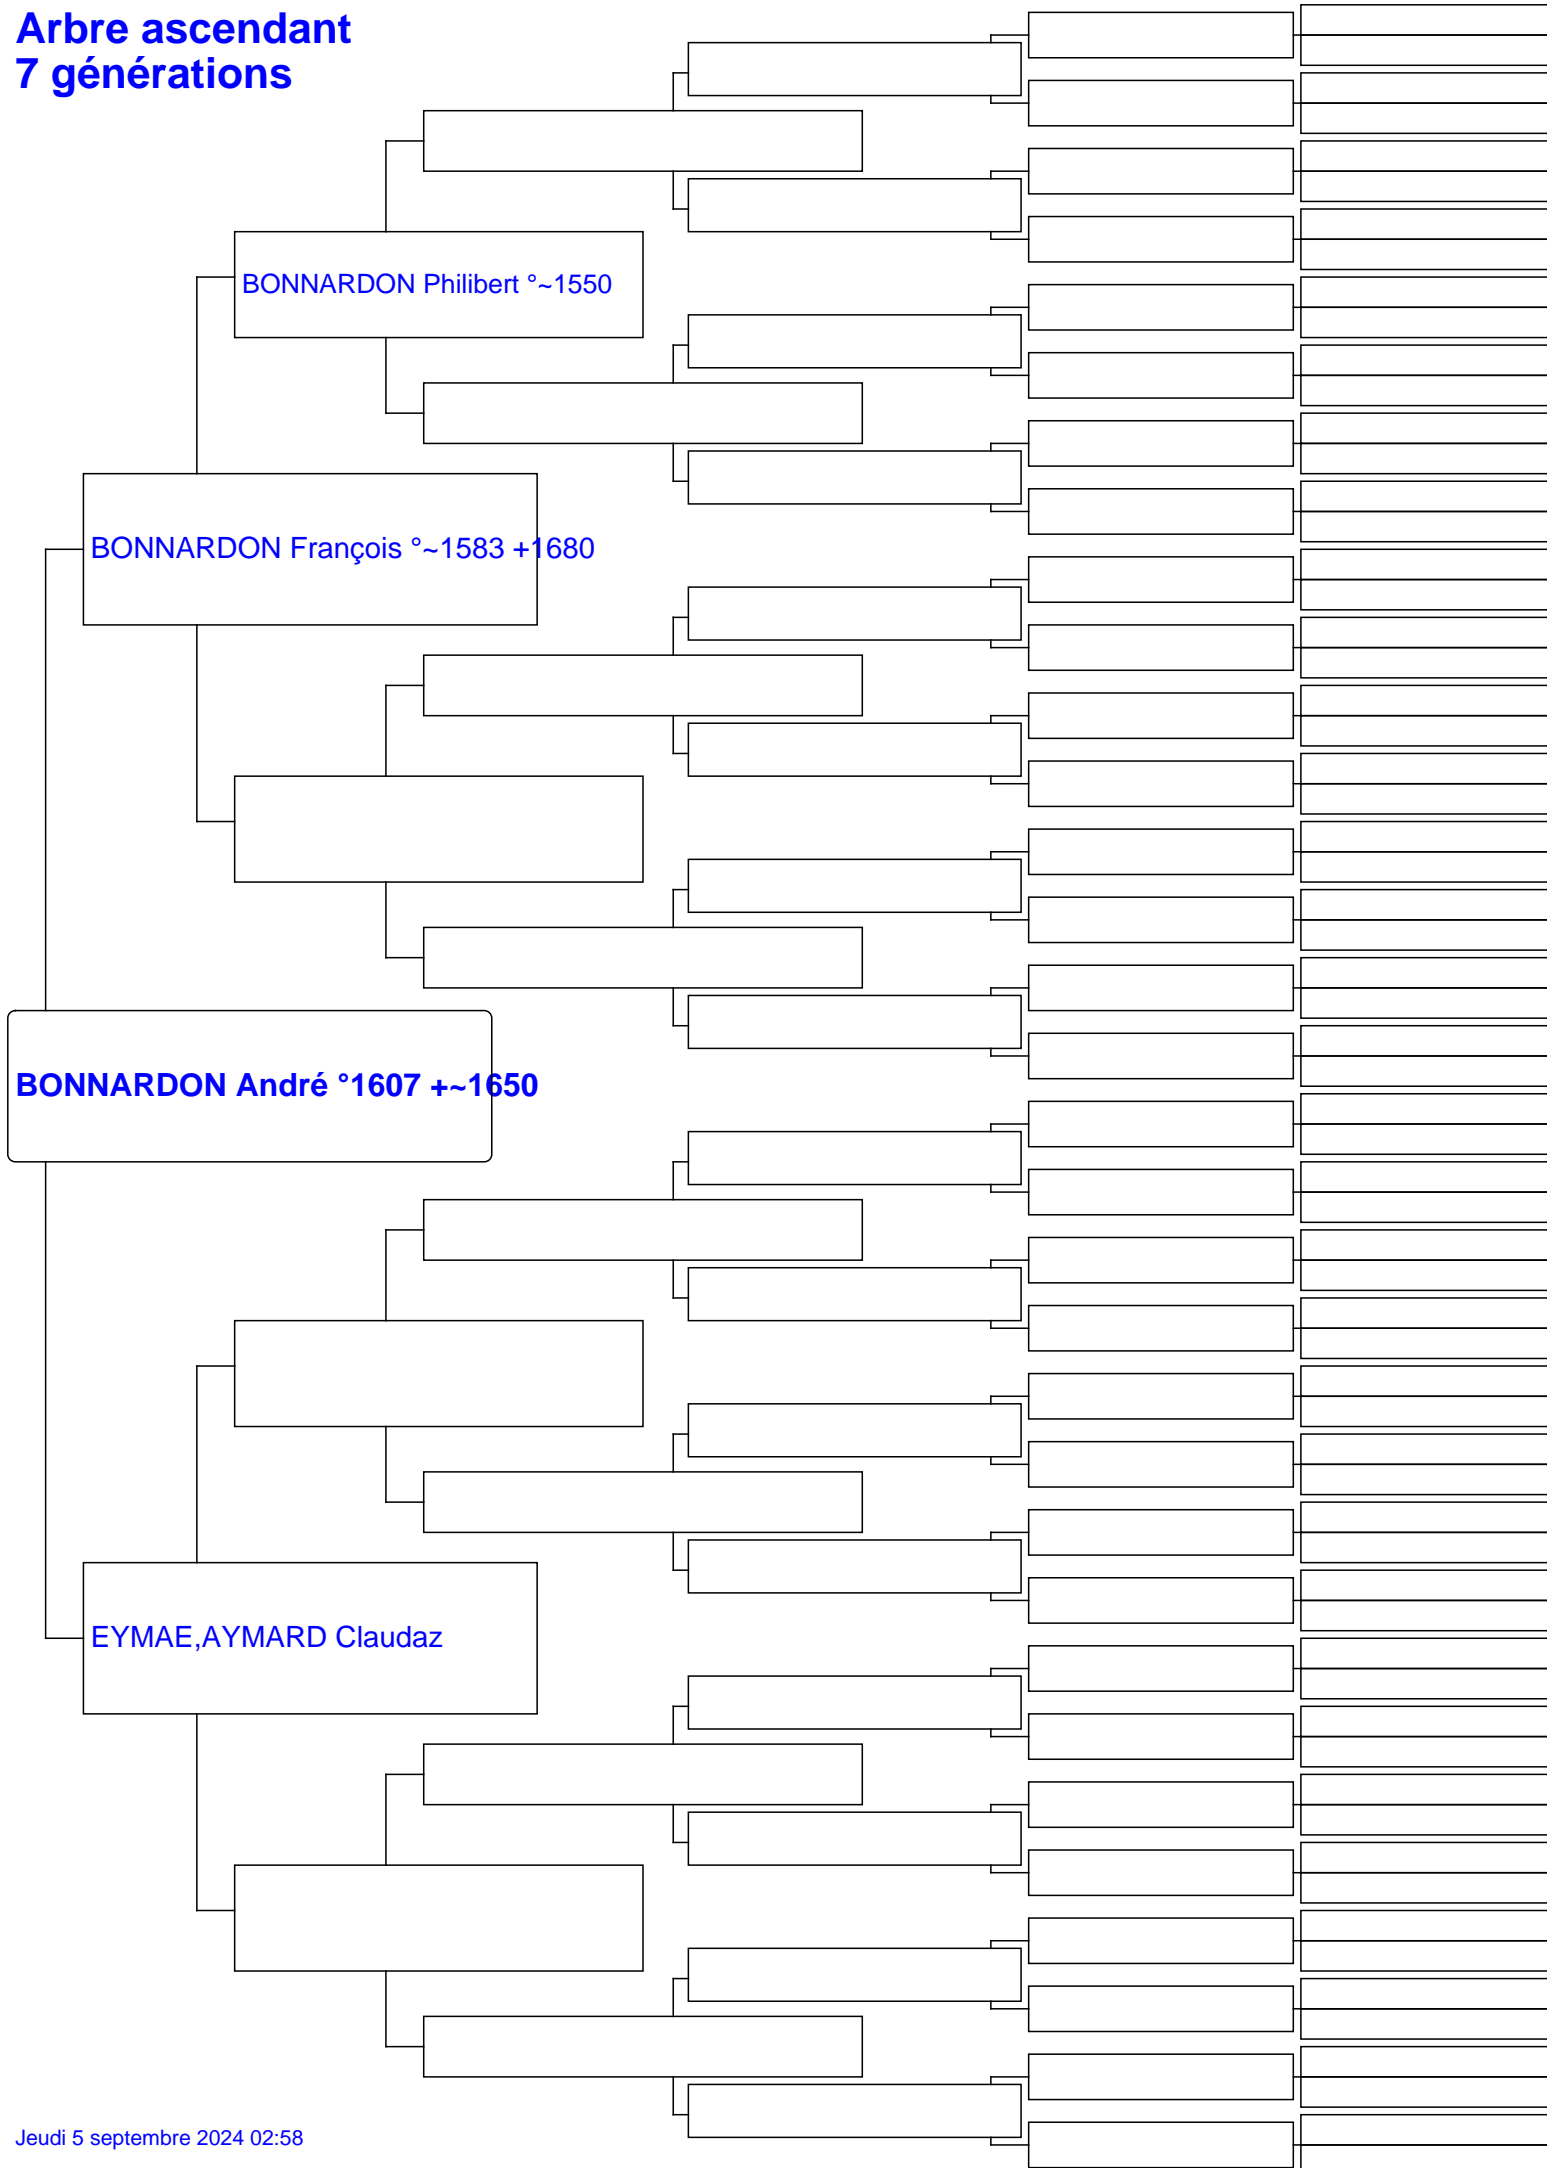 Arbre ascendant
7 générations
BONNARDON Philibert °~1550
BONNARDON François °~1583 +1680
BONNARDON André °1607 +~1650
EYMAE,AYMARD Claudaz
Jeudi 5 septembre 2024 02:58